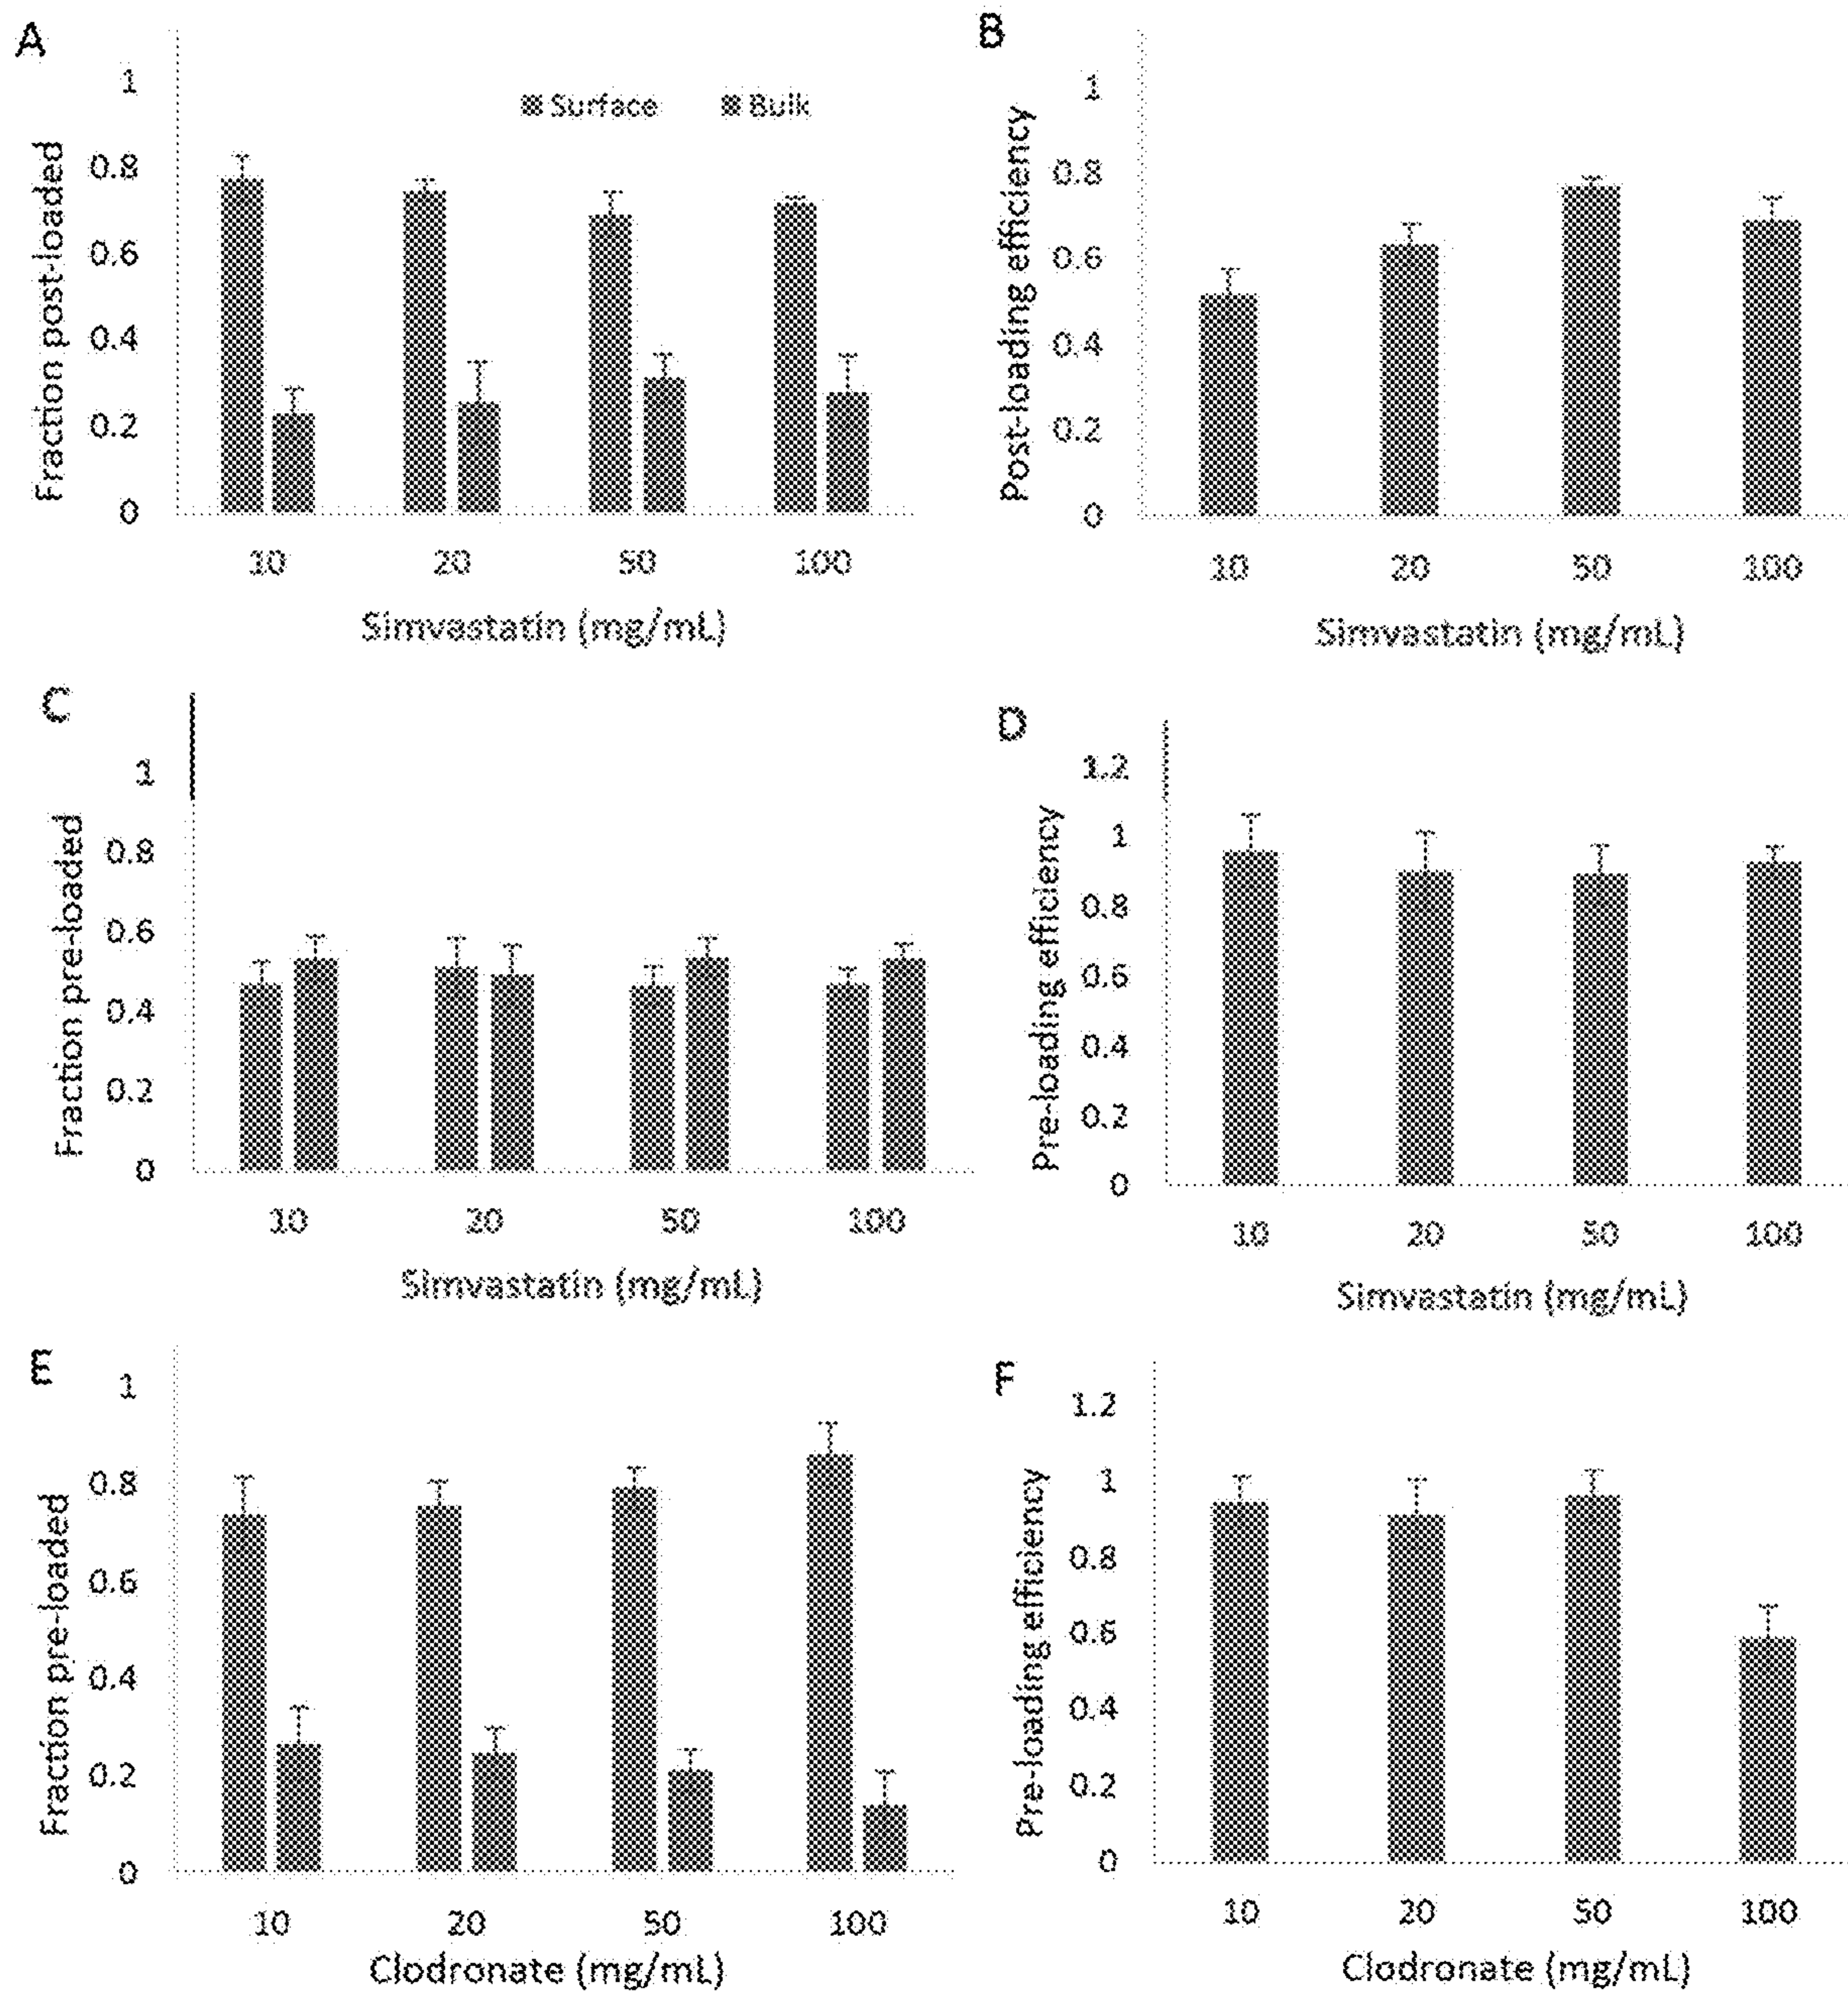 A
Fraction post-loaded
1
0.8
0.6
0.4
0.2
0
Surface Bulk
10 20 50 100
Simvastatin (mg/mL)
B
Post-loading efficiency
1
0.8
0.6
0.4
0.2
0
10 20 50 100
Simvastatin (mg/mL)
C
Fraction pre-loaded
1
0.8
0.6
0.4
0.2
0
10 20 50 100
Simvastatin (mg/mL)
D
Pre-loading efficiency
1.2
1
0.8
0.6
0.4
0.2
0
10 20 50 100
Simvastatin (mg/mL)
E
Fraction pre-loaded
1
0.8
0.6
0.4
0.2
0
10 20 50 100
Clodronate (mg/mL)
F
Pre-loading efficiency
1.2
1
0.8
0.6
0.4
0.2
0
10 20 50 100
Clodronate (mg/mL)